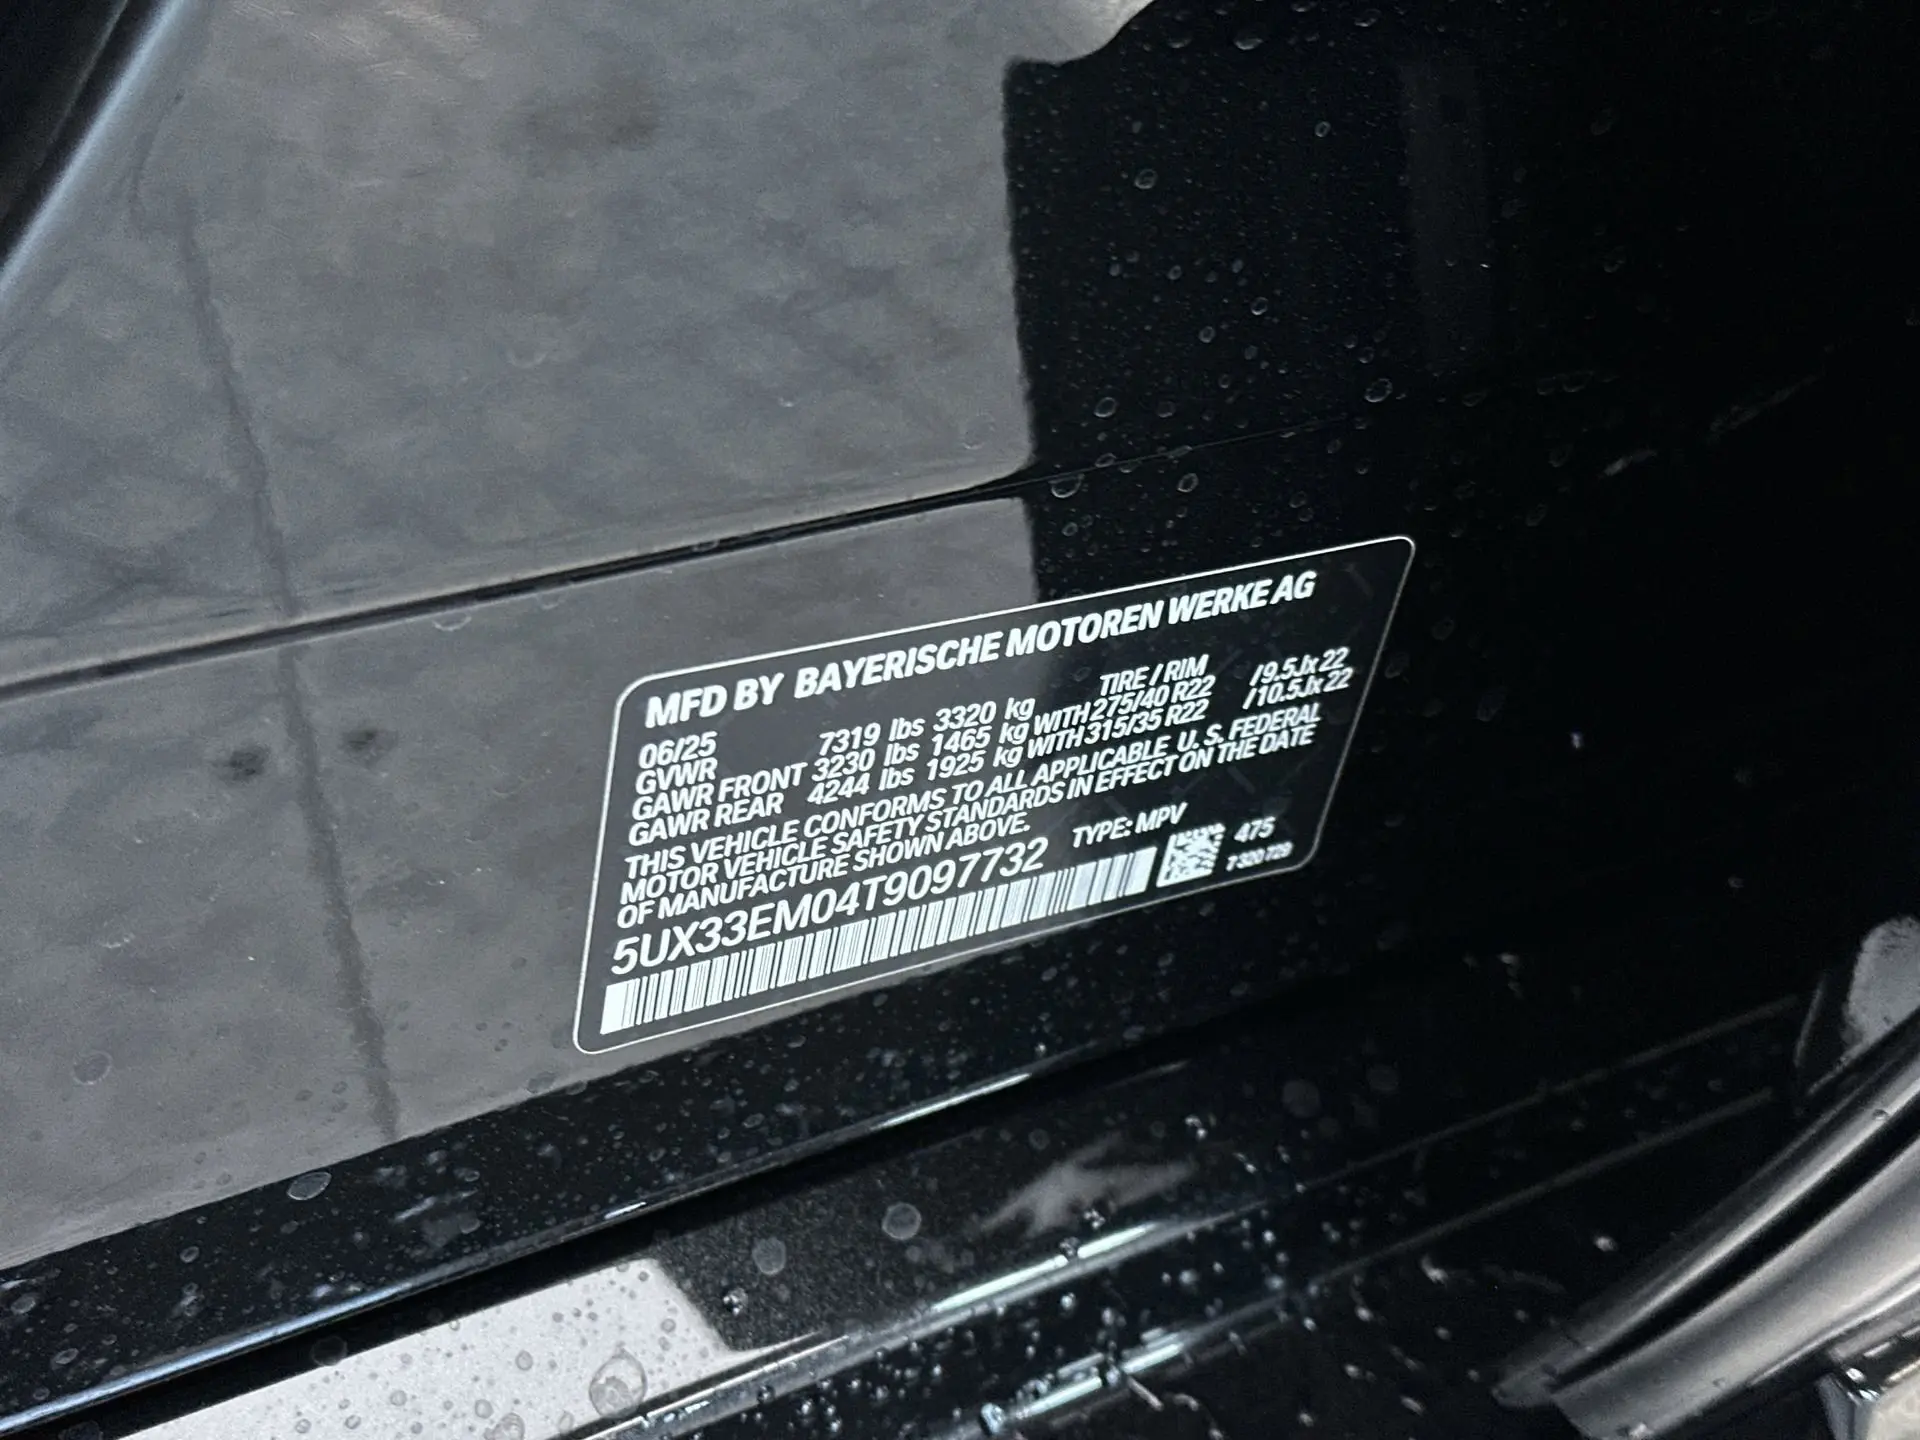 MFD BY BAYERISCHE MOTOREN WERKE AG
06/25 TIRE / RIM
GVWR 7319 lbs 3320 kg
GAWR FRONT 3230 lbs 1465 kg WITH 275/40 R22 /9.5Jx22
GAWR REAR 4244 lbs 1925 kg WITH 315/35 R22 /10.5Jx22
THIS VEHICLE CONFORMS TO ALL APPLICABLE U. S. FEDERAL
MOTOR VEHICLE SAFETY STANDARDS IN EFFECT ON THE DATE
OF MANUFACTURE SHOWN ABOVE.
5UX33EM04T9097732 TYPE: MPV
475
7 320 729